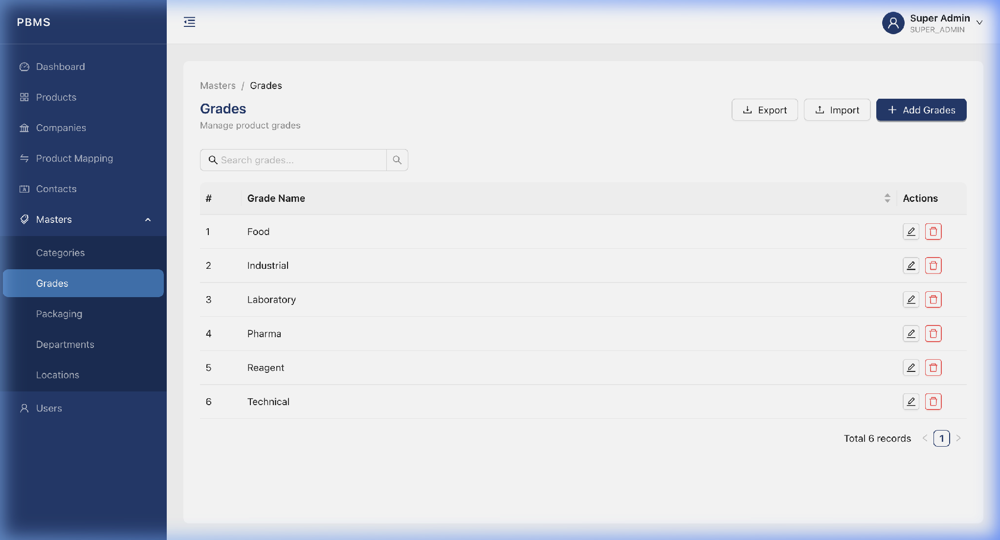 PBMS
Dashboard
Products
Companies
Product Mapping
Contacts
Masters
Categories
Grades
Packaging
Departments
Locations
Users
Super Admin
SUPER_ADMIN
Masters / Grades
Grades
Manage product grades
Export
Import
+ Add Grades
Search grades...
# Grade Name Actions
1 Food
2 Industrial
3 Laboratory
4 Pharma
5 Reagent
6 Technical
Total 6 records < 1 >